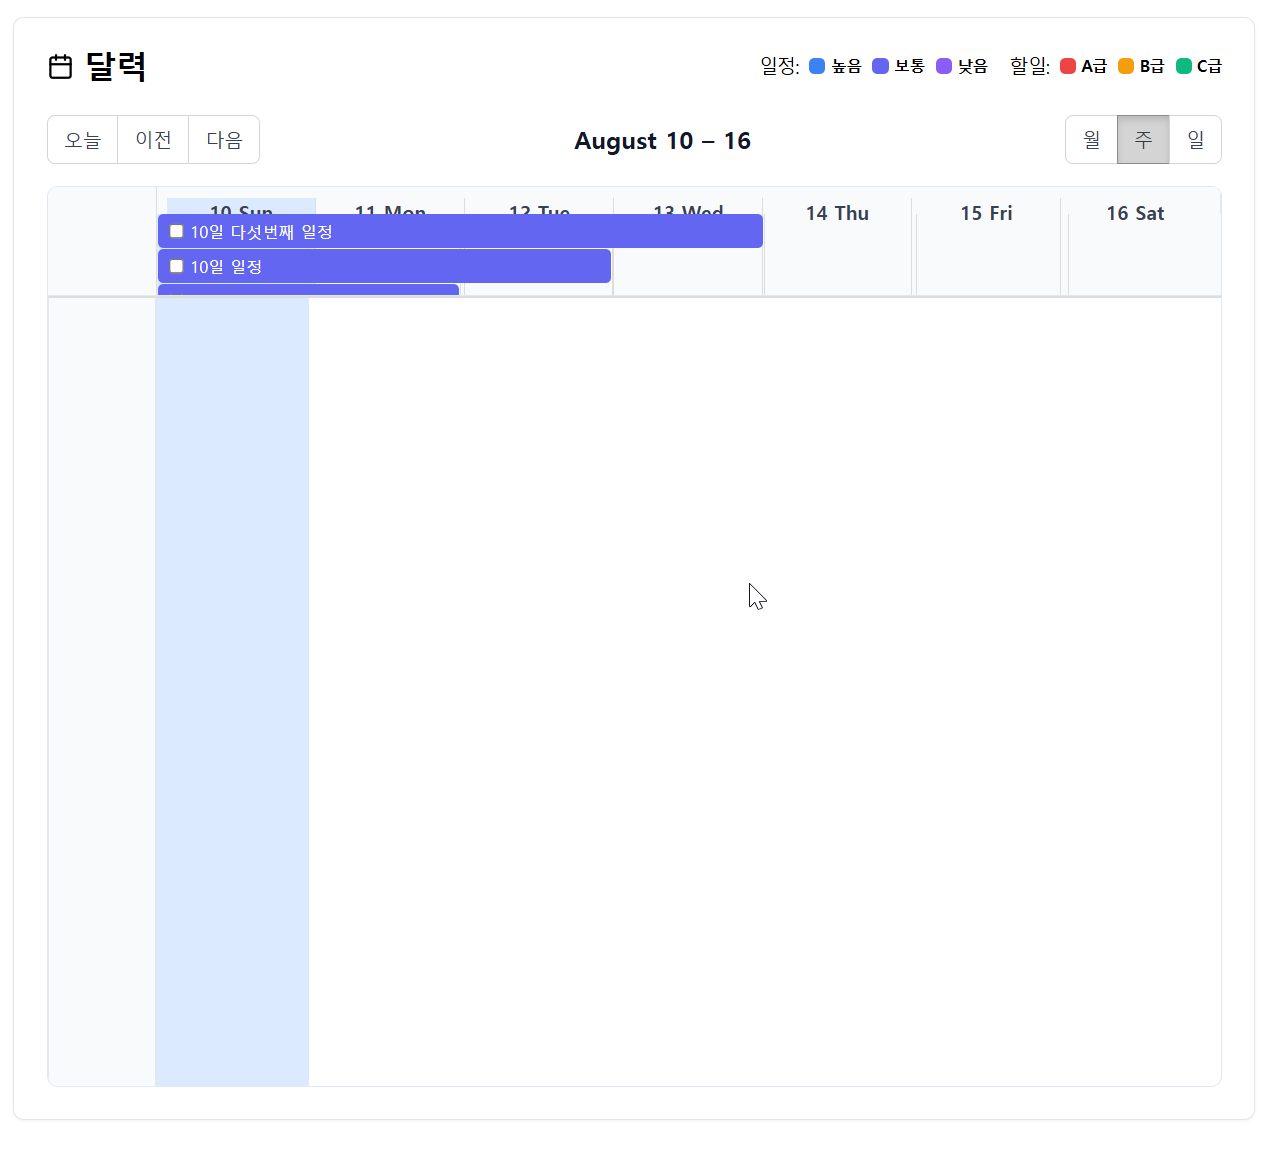 달력
일정: 높음 보통 낮음 할일: A급 B급 C급
오늘 이전 다음
August 10 – 16
월 주 일
10 Sun 11 Mon 12 Tue 13 Wed 14 Thu 15 Fri 16 Sat
10일 다섯번째 일정
10일 일정